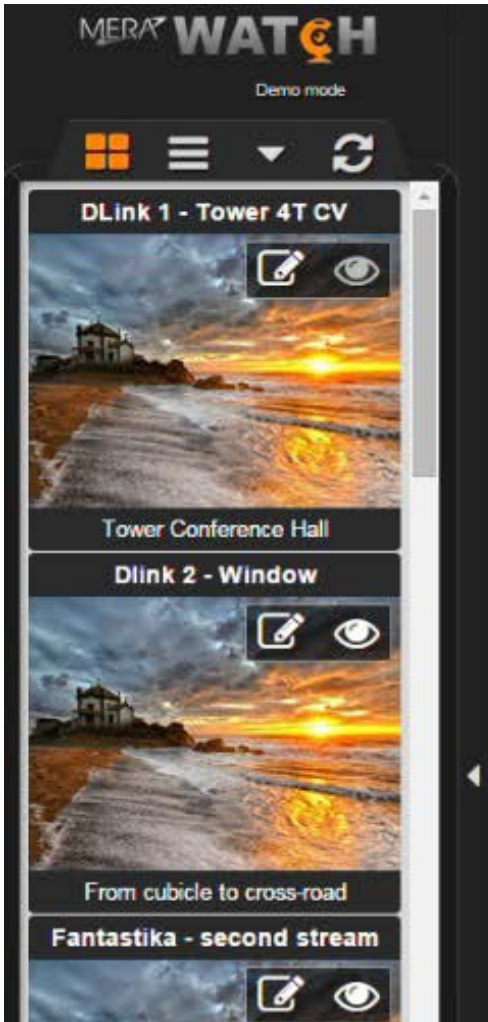 MERA WATCH
Demo mode
DLink 1 - Tower 4T CV
Tower Conference Hall
Dlink 2 - Window
From cubicle to cross-road
Fantastika - second stream